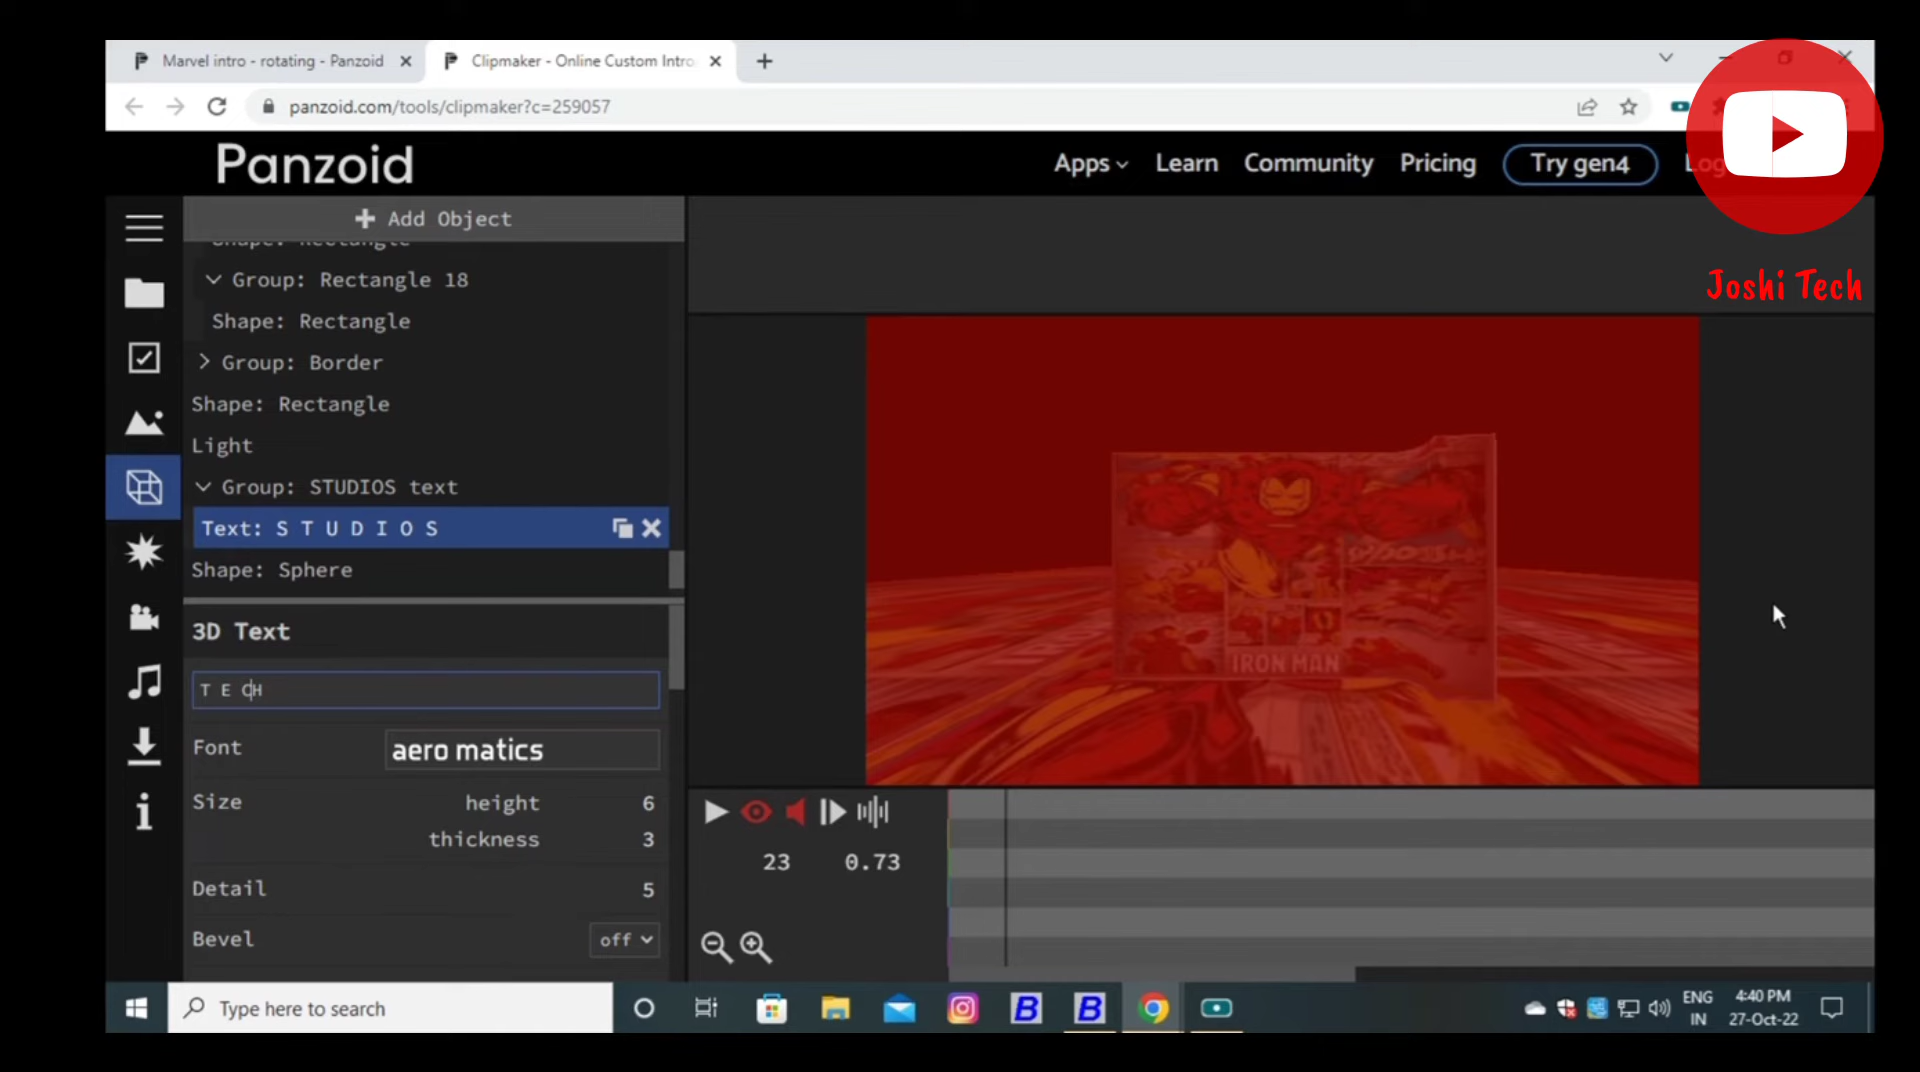 Marvel intro - rotating - Panzoid
Clipmaker - Online Custom Intro
panzoid.com/tools/clipmaker?c=259057
Panzoid
Apps
Learn
Community
Pricing
Try gen4
Joshi Tech
Add Object
Shape: Rectangle
Group: Rectangle 18
Shape: Rectangle
Group: Border
Shape: Rectangle
Light
Group: STUDIOS text
Text: S T U D I O S
Shape: Sphere
3D Text
T E CH
Font
aero matics
Size
height
6
thickness
3
Detail
5
Bevel
off
IRON MAN
23
0.73
Type here to search
ENG
IN
4:40 PM
27-Oct-22